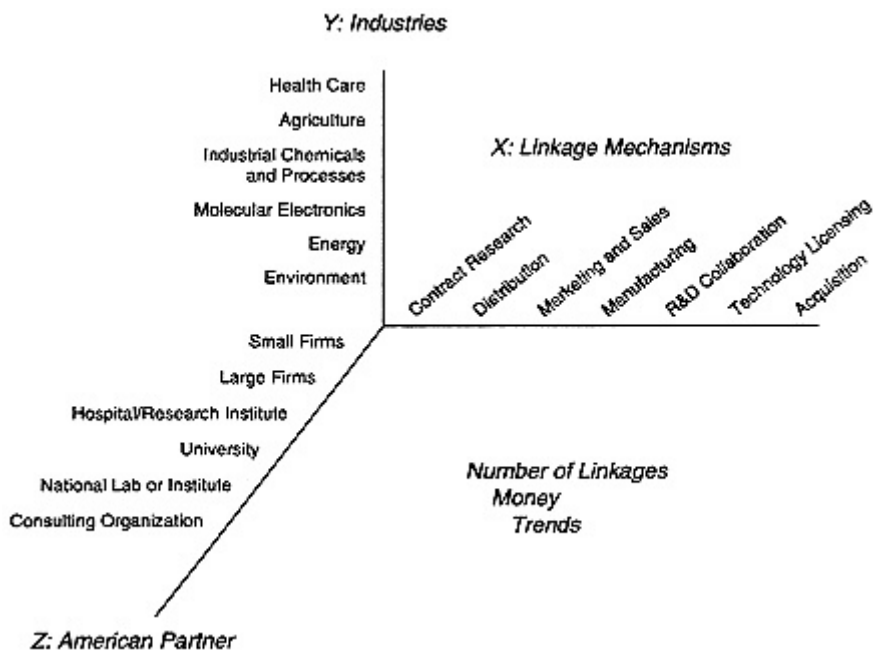 Y: Industries
Health Care
Agriculture
Industrial Chemicals
and Processes
Molecular Electronics
Energy
Environment
X: Linkage Mechanisms
Contract Research
Distribution
Marketing and Sales
Manufacturing
R&D Collaboration
Technology Licensing
Acquisition
Small Firms
Large Firms
Hospital/Research Institute
University
National Lab or Institute
Consulting Organization
Z: American Partner
Number of Linkages
Money
Trends